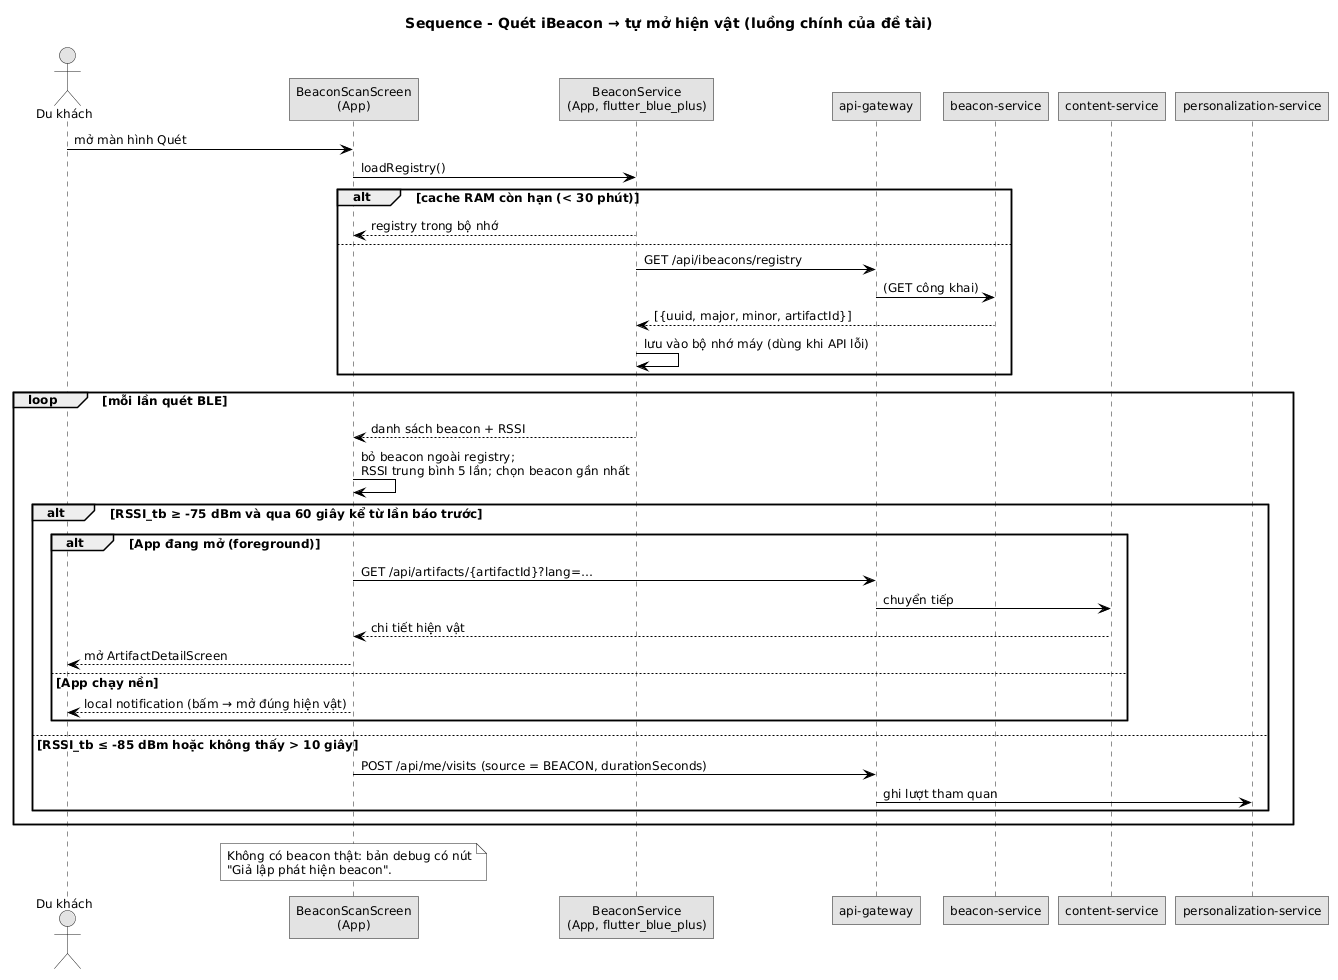 Sequence - Quét iBeacon → tự mở hiện vật (luồng chính của đề tài)
Du khách
BeaconScanScreen
(App)
BeaconService
(App, flutter_blue_plus)
api-gateway
beacon-service
content-service
personalization-service
mở màn hình Quét
loadRegistry()
alt
[cache RAM còn hạn (< 30 phút)]
registry trong bộ nhớ
GET /api/ibeacons/registry
(GET công khai)
[{uuid, major, minor, artifactId}]
lưu vào bộ nhớ máy (dùng khi API lỗi)
loop
[mỗi lần quét BLE]
danh sách beacon + RSSI
bỏ beacon ngoài registry;
RSSI trung bình 5 lần; chọn beacon gần nhất
alt
[RSSI_tb ≥ -75 dBm và qua 60 giây kể từ lần báo trước]
alt
[App đang mở (foreground)]
GET /api/artifacts/{artifactId}?lang=...
chuyển tiếp
chi tiết hiện vật
mở ArtifactDetailScreen
[App chạy nền]
local notification (bấm → mở đúng hiện vật)
[RSSI_tb ≤ -85 dBm hoặc không thấy > 10 giây]
POST /api/me/visits (source = BEACON, durationSeconds)
ghi lượt tham quan
Không có beacon thật: bản debug có nút
"Giả lập phát hiện beacon".
Du khách
BeaconScanScreen
(App)
BeaconService
(App, flutter_blue_plus)
api-gateway
beacon-service
content-service
personalization-service